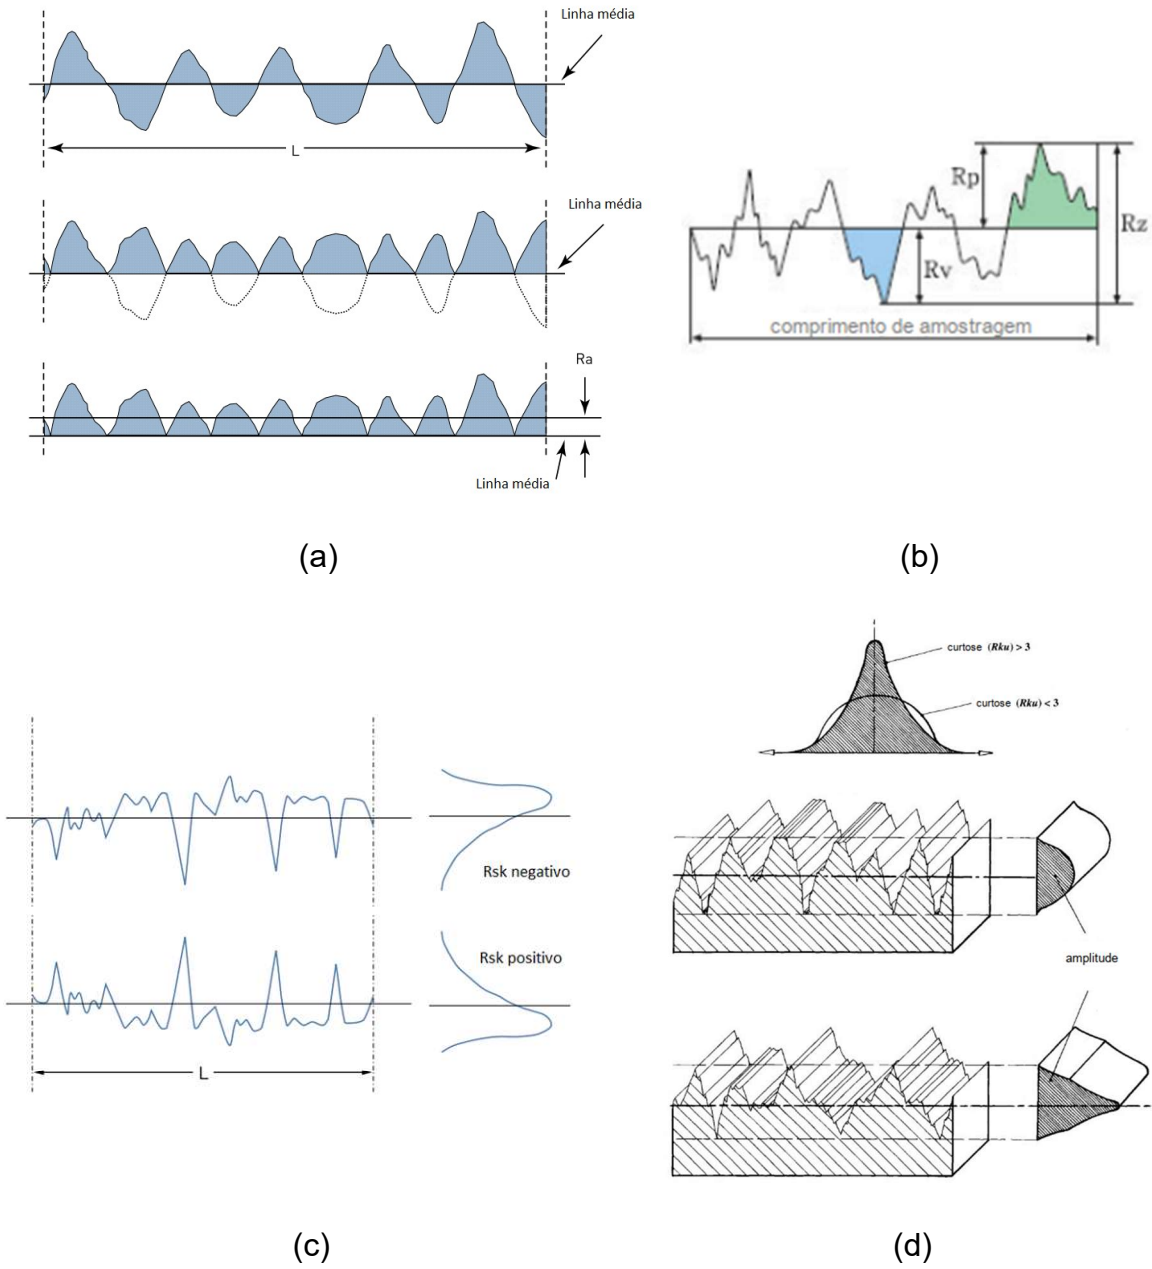 Linha média
L
Linha média
Ra
Linha média
(a)
Rp
Rz
Rv
comprimento de amostragem
(b)
Rsk negativo
Rsk positivo
L
(c)
curtose (Rku) > 3
curtose (Rku) < 3
amplitude
(d)